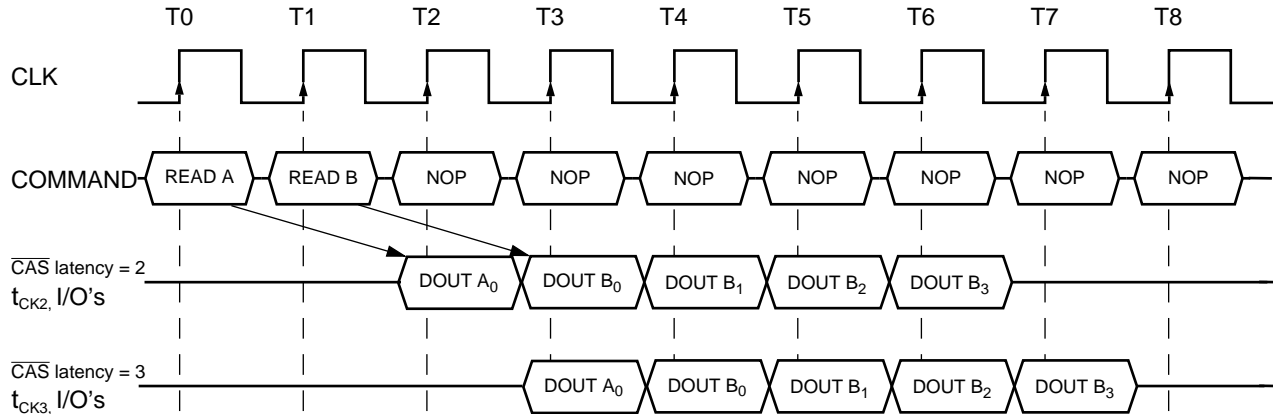 T0 T1 T2 T3 T4 T5 T6 T7 T8
CLK
COMMAND READ A READ B NOP NOP NOP NOP NOP NOP NOP
CAS latency = 2
tCK2, I/O's DOUT A0 DOUT B0 DOUT B1 DOUT B2 DOUT B3
CAS latency = 3
tCK3, I/O's DOUT A0 DOUT B0 DOUT B1 DOUT B2 DOUT B3